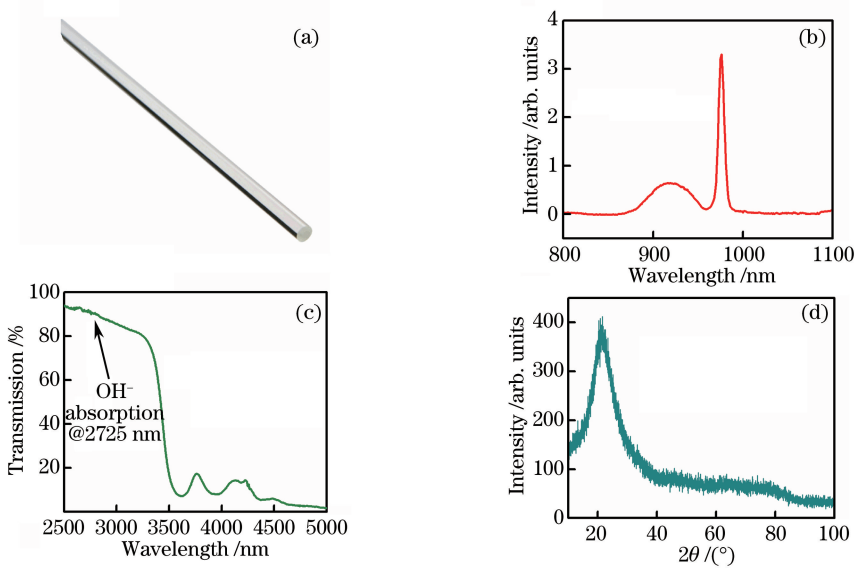 (a)
(b)
Intensity /arb. units
4
3
2
1
0
800
900
1000
1100
Wavelength /nm
(c)
Transmission /%
100
80
60
40
20
OH⁻
absorption
@2725 nm
2500
3000
3500
4000
4500
5000
Wavelength /nm
(d)
Intensity /arb. units
400
300
200
100
0
20
40
60
80
100
2θ /(°)